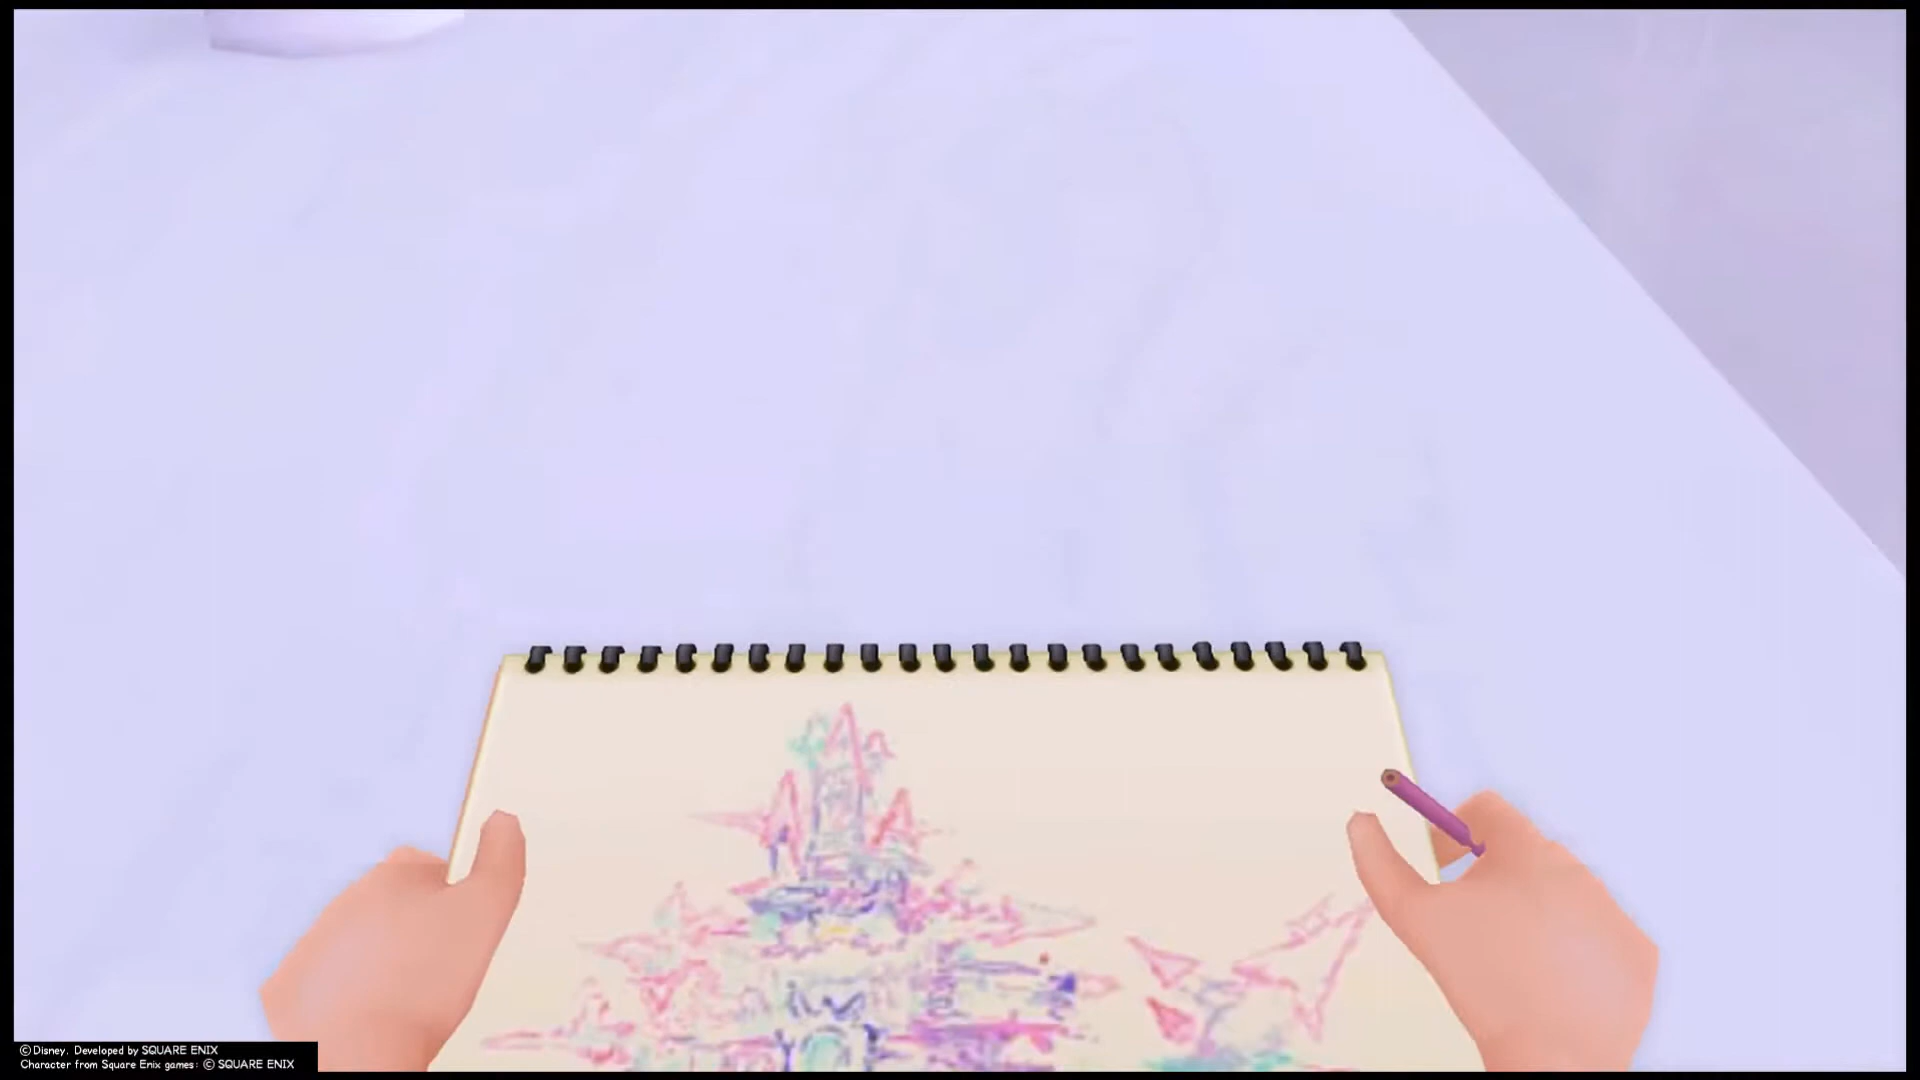 ©Disney. Developed by SQUARE ENIX
Character from Square Enix games: © SQUARE ENIX